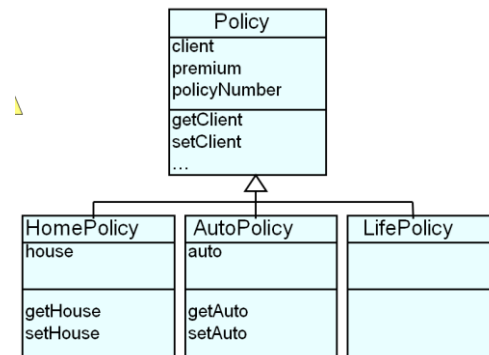 Policy
client
premium
policyNumber
getClient
setClient
...
HomePolicy
house
getHouse
setHouse
AutoPolicy
auto
getAuto
setAuto
LifePolicy